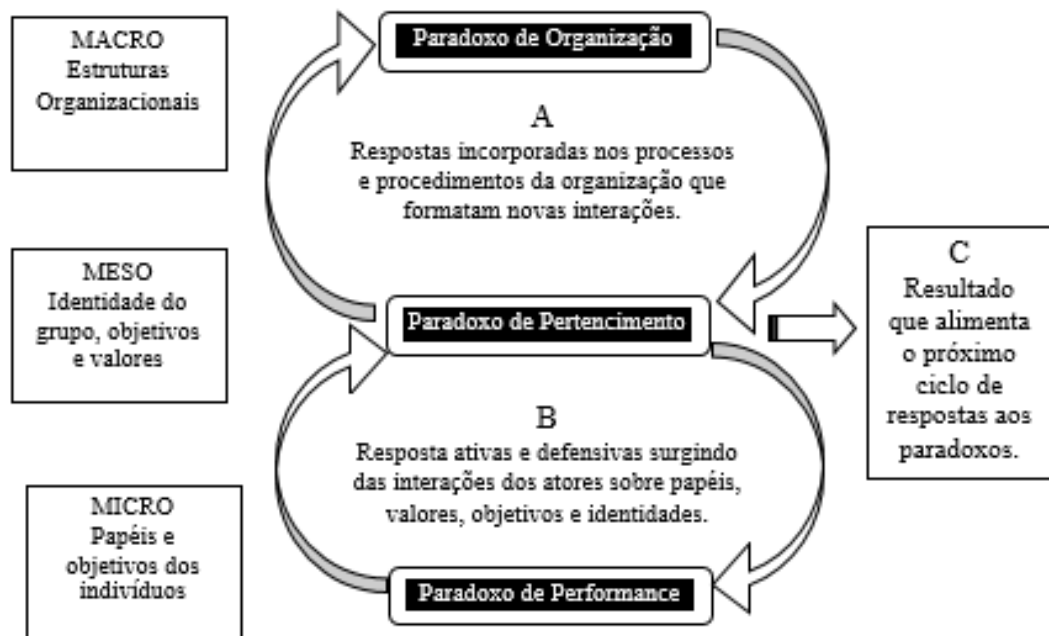 MACRO
Estruturas
Organizacionais
Paradoxo de Organização
A
Respostas incorporadas nos processos
e procedimentos da organização que
formatam novas interações.
MESO
Identidade do
grupo, objetivos
e valores
Paradoxo de Pertencimento
C
Resultado
que alimenta
o próximo
ciclo de
respostas aos
paradoxos.
B
Resposta ativas e defensivas surgindo
das interações dos atores sobre papéis,
valores, objetivos e identidades.
MICRO
Papéis e
objetivos dos
indivíduos
Paradoxo de Performance